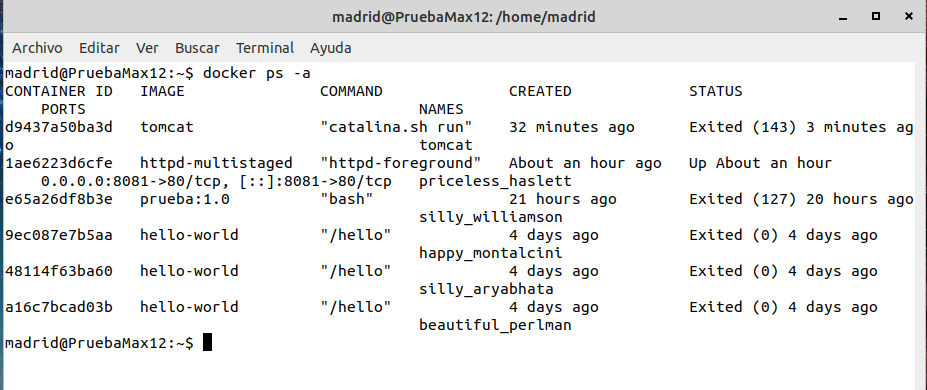 madrid@PruebaMax12: /home/madrid
Archivo Editar Ver Buscar Terminal Ayuda
madrid@PruebaMax12:~$ docker ps -a
CONTAINER ID   IMAGE               COMMAND              CREATED             STATUS
    PORTS                                     NAMES
d9437a50ba3d   tomcat              "catalina.sh run"    32 minutes ago      Exited (143) 3 minutes ag
o                                             tomcat
1ae6223d6cfe   httpd-multistaged   "httpd-foreground"   About an hour ago   Up About an hour
    0.0.0.0:8081->80/tcp, [::]:8081->80/tcp   priceless_haslett
e65a26df8b3e   prueba:1.0          "bash"               21 hours ago        Exited (127) 20 hours ago
                                              silly_williamson
9ec087e7b5aa   hello-world         "/hello"             4 days ago          Exited (0) 4 days ago
                                              happy_montalcini
48114f63ba60   hello-world         "/hello"             4 days ago          Exited (0) 4 days ago
                                              silly_aryabhata
a16c7bcad03b   hello-world         "/hello"             4 days ago          Exited (0) 4 days ago
                                              beautiful_perlman
madrid@PruebaMax12:~$